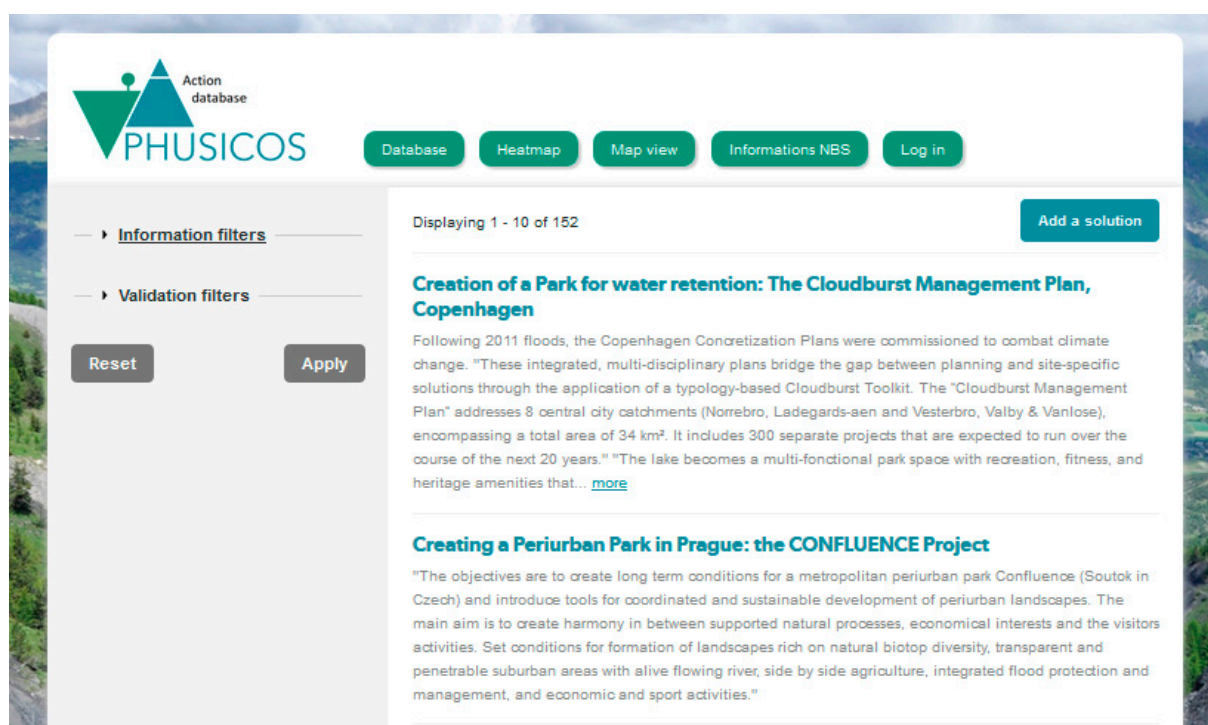 Action
database
PHUSICOS
Database
Heatmap
Map view
Informations NBS
Log in
Information filters
Validation filters
Reset
Apply
Displaying 1 - 10 of 152
Add a solution
Creation of a Park for water retention: The Cloudburst Management Plan,
Copenhagen
Following 2011 floods, the Copenhagen Concretization Plans were commissioned to combat climate
change. "These integrated, multi-disciplinary plans bridge the gap between planning and site-specific
solutions through the application of a typology-based Cloudburst Toolkit. The "Cloudburst Management
Plan" addresses 8 central city catchments (Norrebro, Ladegards-aen and Vesterbro, Valby & Vanlose),
encompassing a total area of 34 km². It includes 300 separate projects that are expected to run over the
course of the next 20 years." "The lake becomes a multi-fonctional park space with recreation, fitness, and
heritage amenities that... more
Creating a Periurban Park in Prague: the CONFLUENCE Project
"The objectives are to create long term conditions for a metropolitan periurban park Confluence (Soutok in
Czech) and introduce tools for coordinated and sustainable development of periurban landscapes. The
main aim is to create harmony in between supported natural processes, economical interests and the visitors
activities. Set conditions for formation of landscapes rich on natural biotop diversity, transparent and
penetrable suburban areas with alive flowing river, side by side agriculture, integrated flood protection and
management, and economic and sport activities."